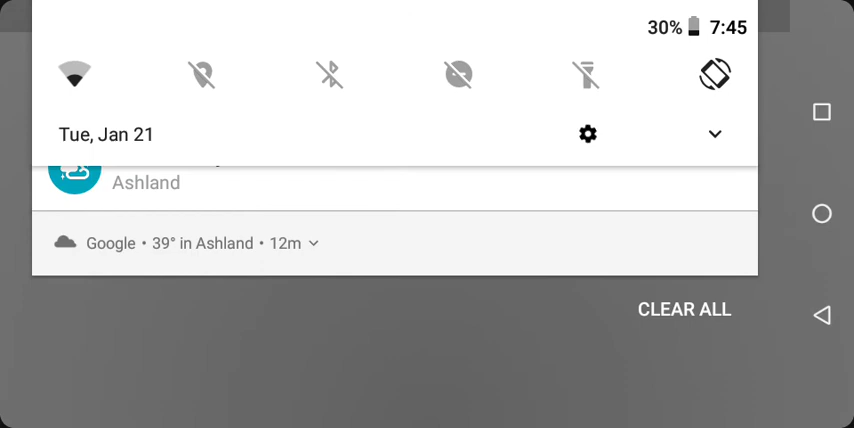 30% 7:45
Tue, Jan 21
Ashland
Google • 39° in Ashland • 12m
CLEAR ALL